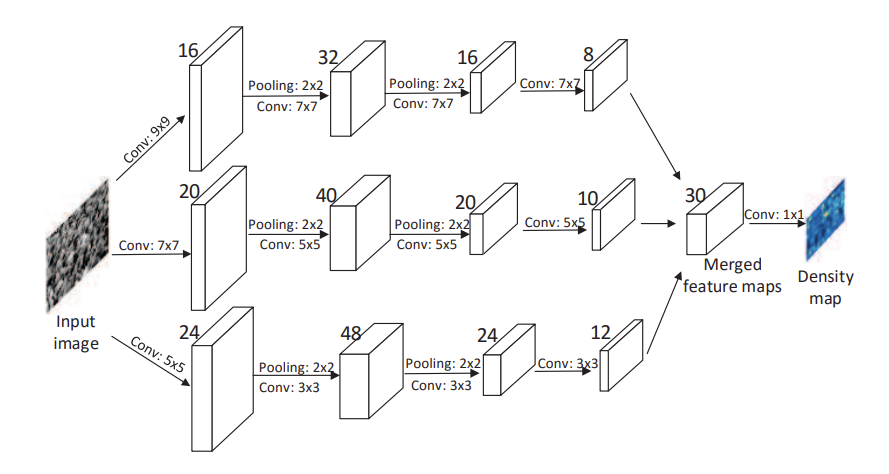 16
32
16
8
Pooling: 2x2
Conv: 7x7
Pooling: 2x2
Conv: 7x7
Conv: 7x7
Conv: 9x9
20
40
20
10
30
Conv: 7x7
Pooling: 2x2
Conv: 5x5
Pooling: 2x2
Conv: 5x5
Conv: 5x5
Conv: 1x1
Merged
feature maps
Density
map
Input
image
24
48
24
12
Conv: 5x5
Pooling: 2x2
Conv: 3x3
Pooling: 2x2
Conv: 3x3
Conv: 3x3